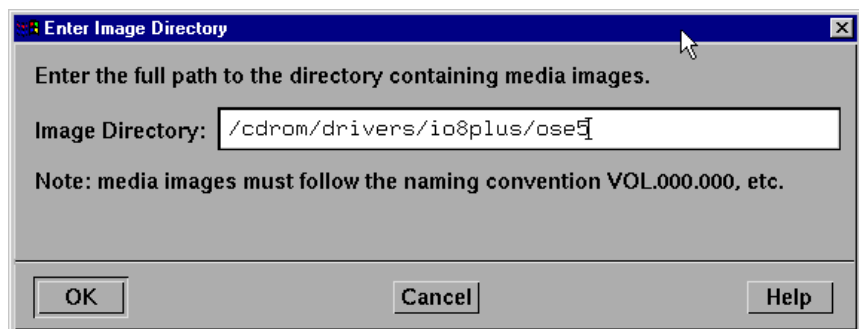 Enter Image Directory
Enter the full path to the directory containing media images.
Image Directory: /cdrom/drivers/io8plus/ose5
Note: media images must follow the naming convention VOL.000.000, etc.
OK Cancel Help